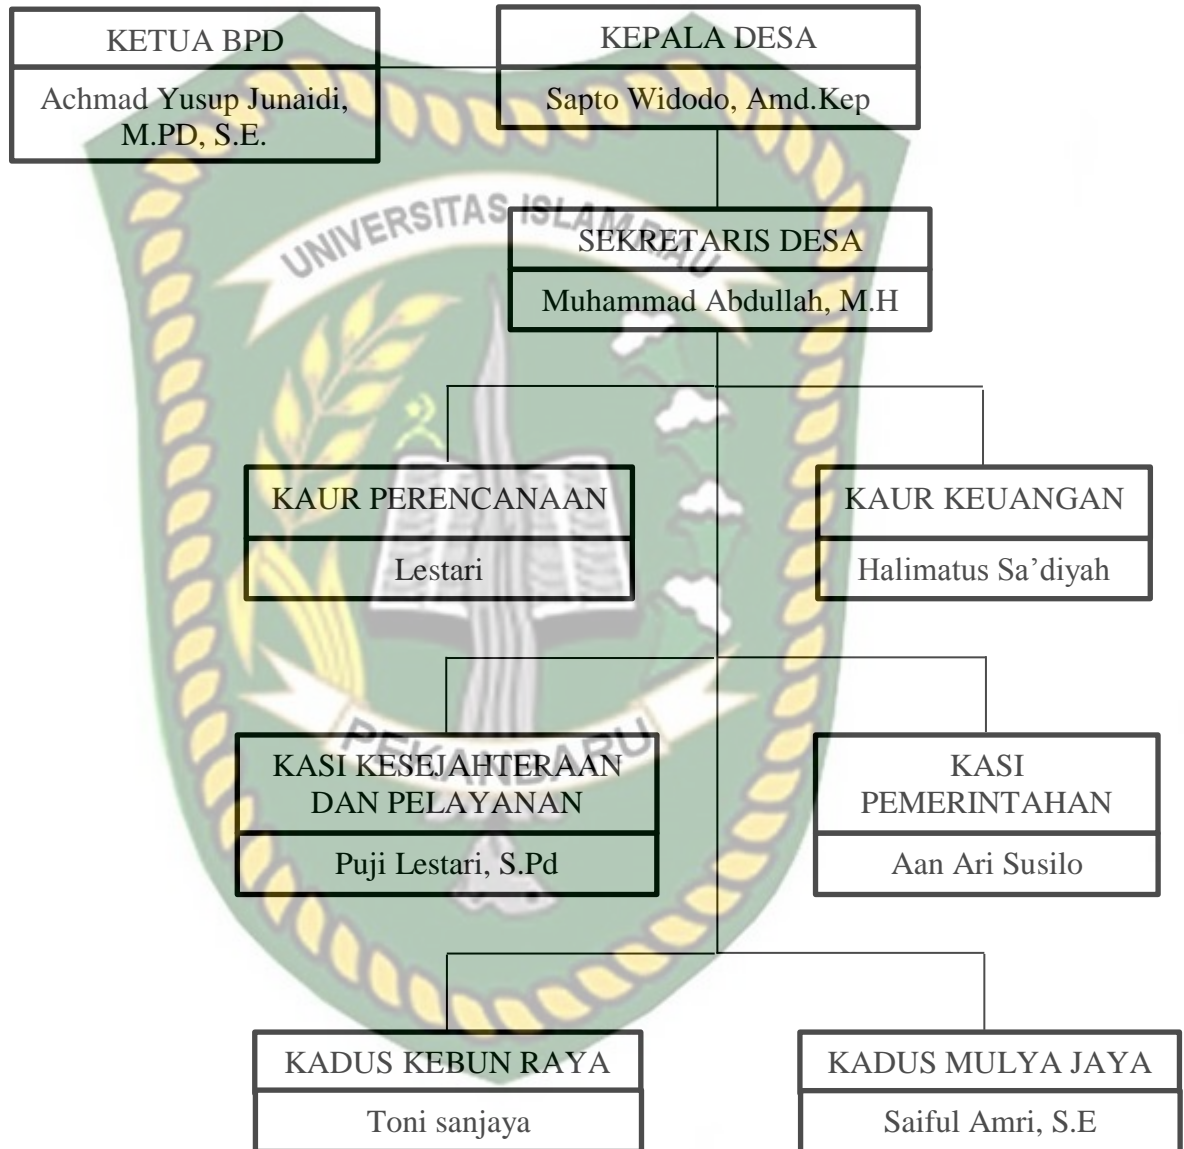 KETUA BPD
Achmad Yusup Junaidi,
M.PD, S.E.
KEPALA DESA
Sapto Widodo, Amd.Kep
UNIVERSITAS ISLAM RIAU
SEKRETARIS DESA
Muhammad Abdullah, M.H
KAUR PERENCANAAN
Lestari
KAUR KEUANGAN
Halimatus Sa’diyah
PEKANBARU
KASI KESEJAHTERAAN
DAN PELAYANAN
Puji Lestari, S.Pd
KASI
PEMERINTAHAN
Aan Ari Susilo
KADUS KEBUN RAYA
Toni sanjaya
KADUS MULYA JAYA
Saiful Amri, S.E